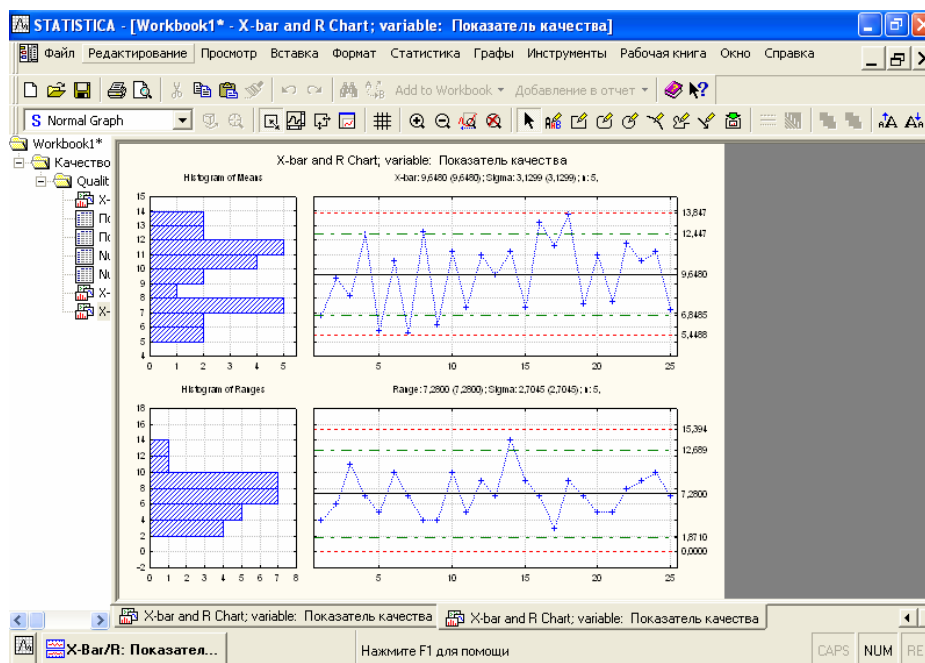 STATISTICA - [Workbook1* - X-bar and R Chart; variable: Показатель качества]
Файл Редактирование Просмотр Вставка Формат Статистика Графы Инструменты Рабочая книга Окно Справка
Add to Workbook Добавление в отчет
S Normal Graph
Workbook1*
Качество
Qualit
X-
По
По
Nu
Nu
X-
X-
X-bar and R Chart; variable: Показатель качества
Histogram of Means
X-bar: 9,6480 (9,6480); Sigma: 3,1299 (3,1299); n: 5,
15
14
13
12
11
10
9
8
7
6
5
4
0 1 2 3 4 5
5 10 15 20 25
13,847
12,447
9,6480
6,8485
5,4488
Histogram of Ranges
Range: 7,2800 (7,2800); Sigma: 2,7045 (2,7045); n: 5,
18
16
14
12
10
8
6
4
2
0
-2
0 1 2 3 4 5 6 7 8
5 10 15 20 25
15,394
12,689
7,2800
1,8710
0,0000
X-bar and R Chart; variable: Показатель качества X-bar and R Chart; variable: Показатель качества
X-Bar/R: Показател... Нажмите F1 для помощи CAPS NUM RE